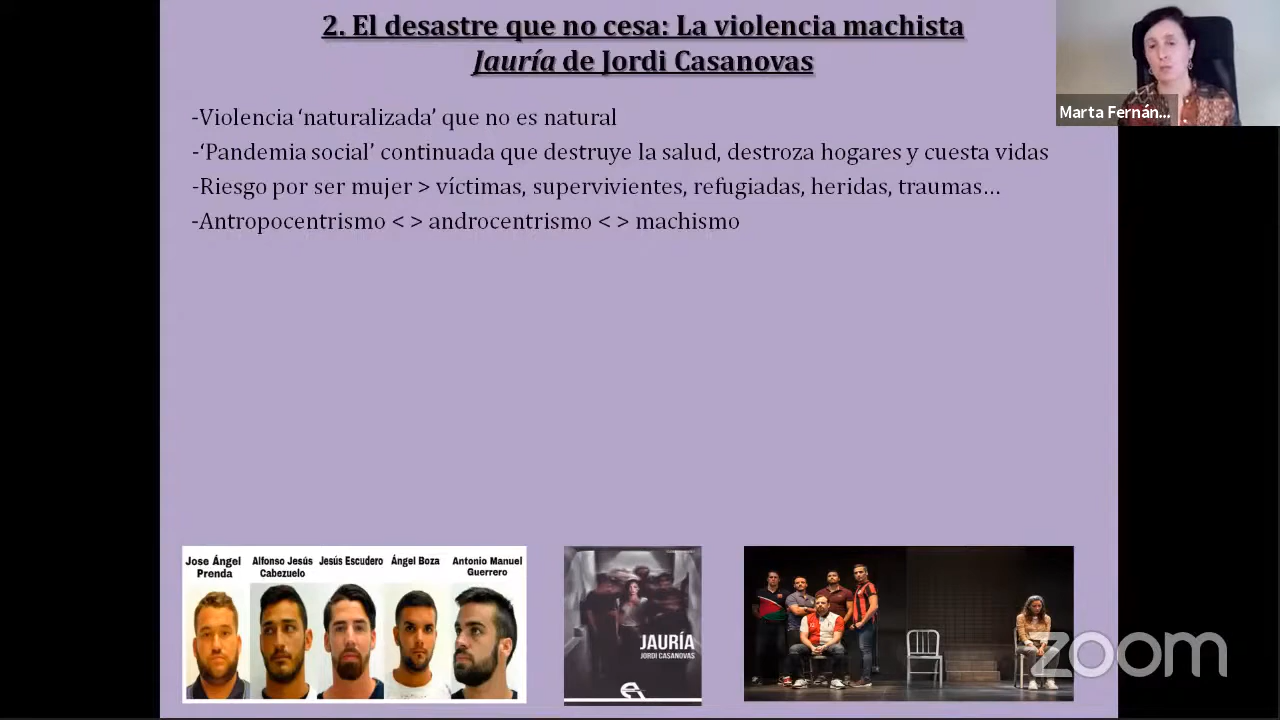 2. El desastre que no cesa: La violencia machista
Jauría de Jordi Casanovas
Marta Fernán...
-Violencia ‘naturalizada’ que no es natural
-‘Pandemia social’ continuada que destruye la salud, destroza hogares y cuesta vidas
-Riesgo por ser mujer > víctimas, supervivientes, refugiadas, heridas, traumas…
-Antropocentrismo < > androcentrismo < > machismo
Jose Ángel
Prenda
Alfonso Jesús
Cabezuelo
Jesús Escudero
Ángel Boza
Antonio Manuel
Guerrero
JAURÍA
JORDI CASANOVAS
zoom